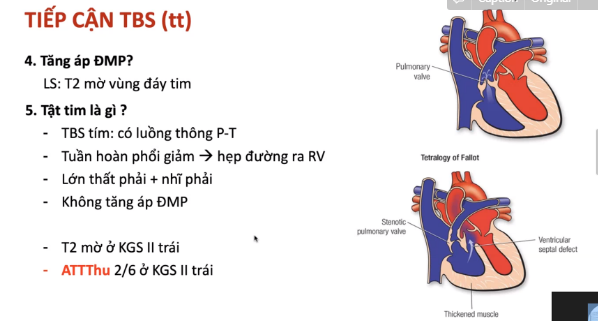 Caption Original
TIẾP CẬN TBS (tt)
4. Tăng áp ĐMP?
LS: T2 mờ vùng đáy tim
5. Tật tim là gì ?
- TBS tím: có luồng thông P-T
- Tuần hoàn phổi giảm → hẹp đường ra RV
- Lớn thất phải + nhĩ phải
- Không tăng áp ĐMP
- T2 mờ ở KGS II trái
- ATTThu 2/6 ở KGS II trái
Pulmonary
valve
Tetralogy of Fallot
Stenotic
pulmonary valve
Ventricular
septal defect
Thickened muscle